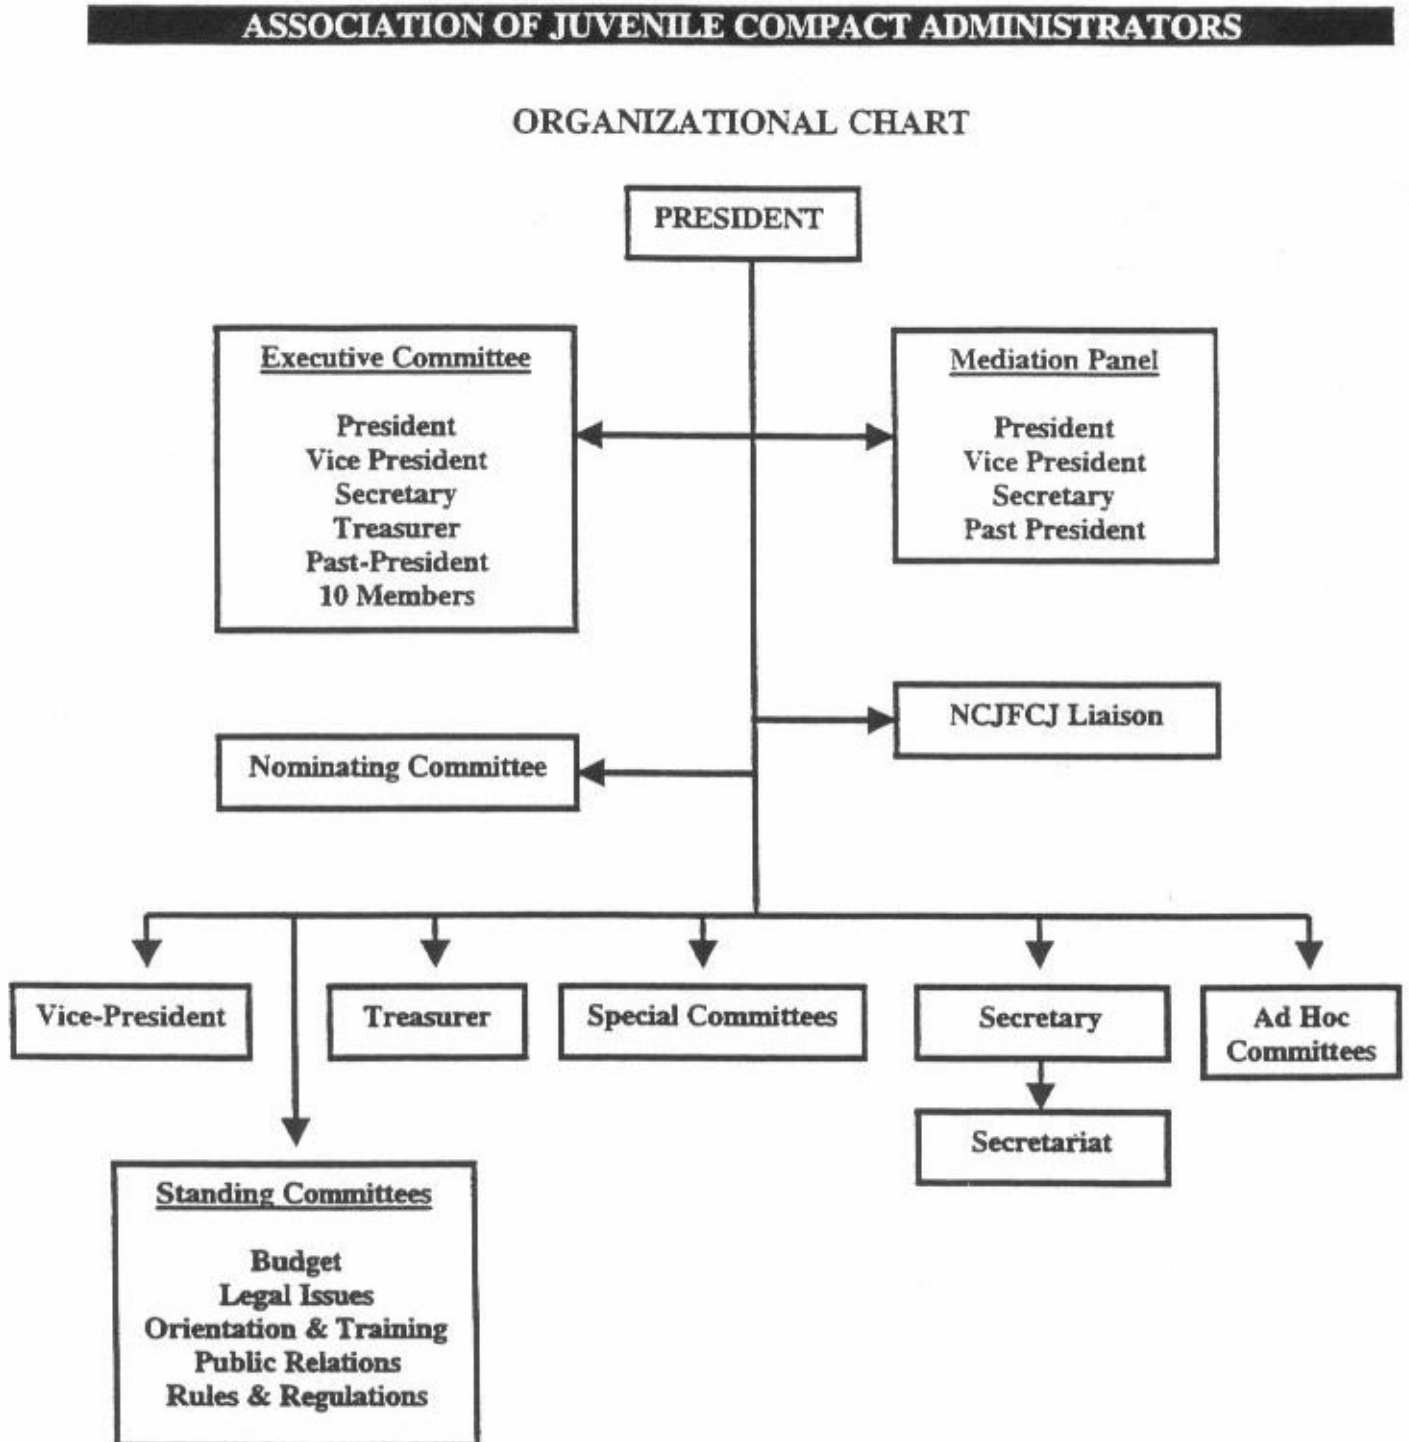 ASSOCIATION OF JUVENILE COMPACT ADMINISTRATORS
ORGANIZATIONAL CHART
PRESIDENT
Executive Committee
President
Vice President
Secretary
Treasurer
Past-President
10 Members
Mediation Panel
President
Vice President
Secretary
Past President
NCJFCJ Liaison
Nominating Committee
Vice-President
Treasurer
Special Committees
Secretary
Ad Hoc
Committees
Secretariat
Standing Committees
Budget
Legal Issues
Orientation & Training
Public Relations
Rules & Regulations